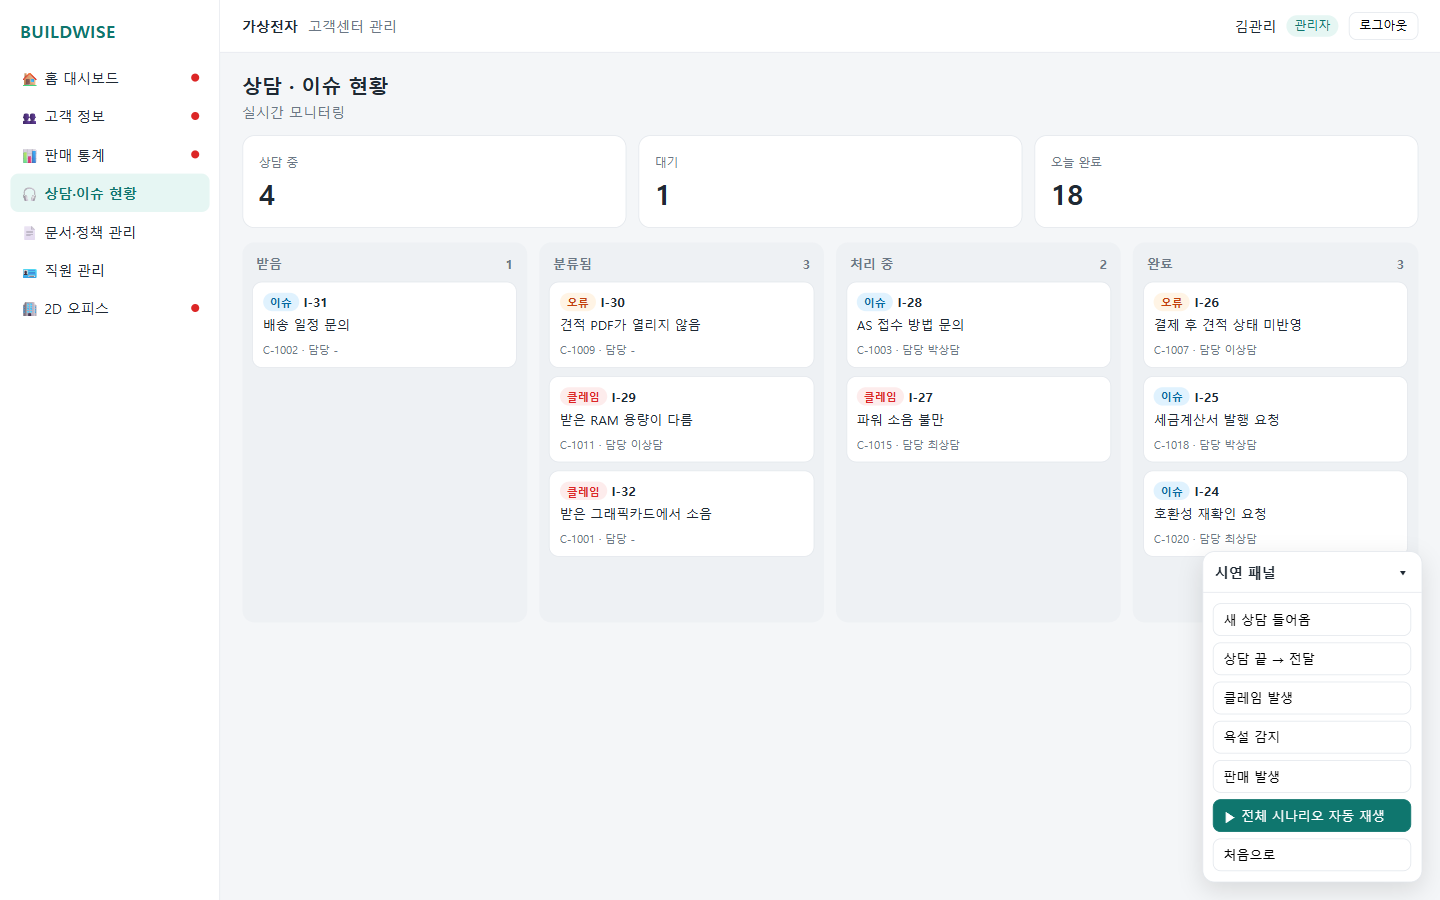 BUILDWISE
홈 대시보드
고객 정보
판매 통계
상담·이슈 현황
문서·정책 관리
직원 관리
2D 오피스
가상전자 고객센터 관리
김관리 관리자 로그아웃
상담 · 이슈 현황
실시간 모니터링
상담 중
4
대기
1
오늘 완료
18
받음 1
이슈 I-31
배송 일정 문의
C-1002 · 담당 -
분류됨 3
오류 I-30
견적 PDF가 열리지 않음
C-1009 · 담당 -
클레임 I-29
받은 RAM 용량이 다름
C-1011 · 담당 이상담
클레임 I-32
받은 그래픽카드에서 소음
C-1001 · 담당 -
처리 중 2
이슈 I-28
AS 접수 방법 문의
C-1003 · 담당 박상담
클레임 I-27
파워 소음 불만
C-1015 · 담당 최상담
완료 3
오류 I-26
결제 후 견적 상태 미반영
C-1007 · 담당 이상담
이슈 I-25
세금계산서 발행 요청
C-1018 · 담당 박상담
이슈 I-24
호환성 재확인 요청
C-1020 · 담당 최상담
시연 패널 ▼
새 상담 들어옴
상담 끝 → 전달
클레임 발생
욕설 감지
판매 발생
▶ 전체 시나리오 자동 재생
처음으로